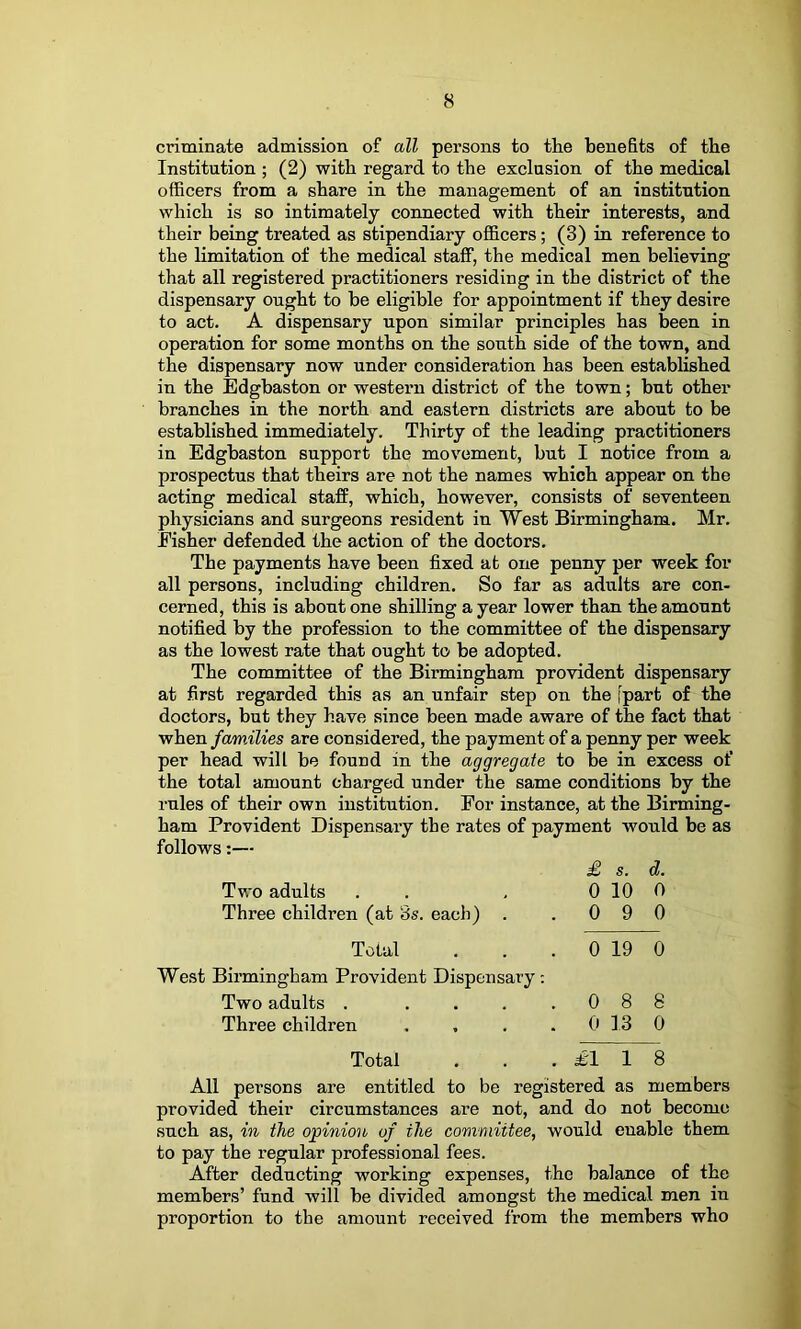 8
criminate admission of all persons to the benefits of the
Institution ; (2) with regard to the exclusion of the medical
officers from a share in the management of an institution
which is so intimately connected with their interests, and
their being treated as stipendiary officers; (3) in reference to
the limitation of the medical staff, the medical men believing
that all registered practitioners residing in the district of the
dispensary ought to be eligible for appointment if they desire
to act. A dispensary upon similar principles has been in
operation for some months on the south side of the town, and
the dispensary now under consideration has been established
in the Edgbaston or western district of the town; but other
branches in the north and eastern districts are about to be
established immediately. Thirty of the leading practitioners
in Edgbaston support the movement, but I notice from a
prospectus that theirs are not the names which appear on the
acting medical staff, which, however, consists of seventeen
physicians and surgeons resident in West Birmingham. Mr.
Fisher defended the action of the doctors.
The payments have been fixed at one penny per week for
all persons, including children. So far as adults are con-
cerned, this is about one shilling a year lower than the amount
notified by the profession to the committee of the dispensary
as the lowest rate that ought to be adopted.
The committee of the Birmingham provident dispensary
at first regarded this as an unfair step on the [part of the
doctors, but they have since been made aware of the fact that
when families are considered, the payment of a penny per week
per head will be found in the aggregate to be in excess of
the total amount charged under the same conditions by the
rules of their own institution. For instance, at the Birming-
ham Provident Dispensary the rates of payment would be as
follows :—
£ s. d.
Two adults . . . 0 10 0
Three children (at 3s. each) . . 0 9 0
Total . . . 0 19 0
West Birmingham Provident Dispensary :
Two adults . . . . . 0 8 8
Three children . . . . 0 13 0
Total . . . £1 1 8
All persons are entitled to be registered as members
provided their circumstances are not, and do not become
such as, in the opinion of the committee, would enable them
to pay the regular professional fees.
After deducting working expenses, the balance of the
members' fund will be divided amongst the medical men in
proportion to the amount received from the members who